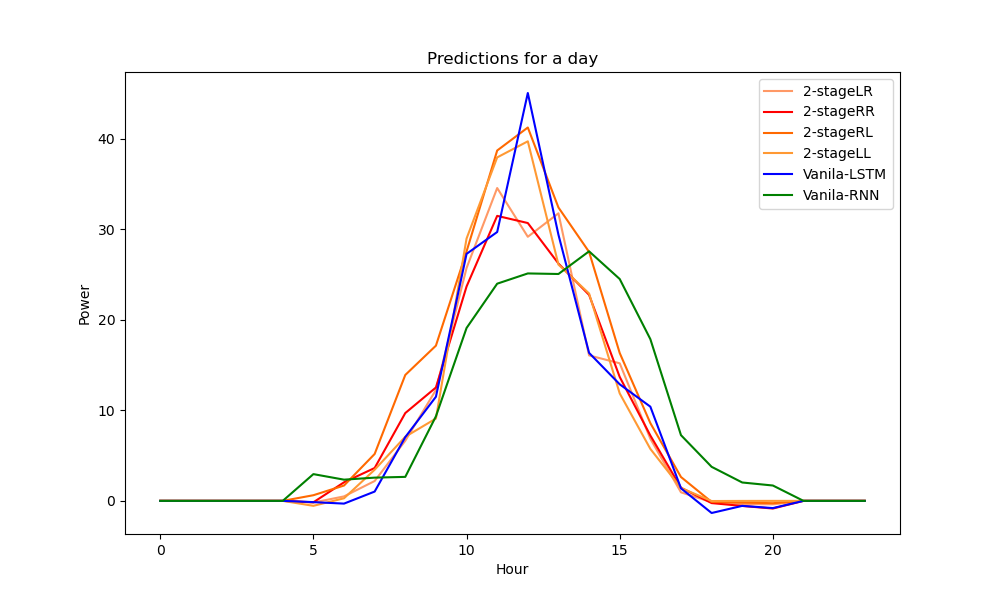 Predictions for a day
2-stageLR
2-stageRR
2-stageRL
2-stageLL
Vanila-LSTM
Vanila-RNN
Power
40
30
20
10
0
0 5 10 15 20
Hour